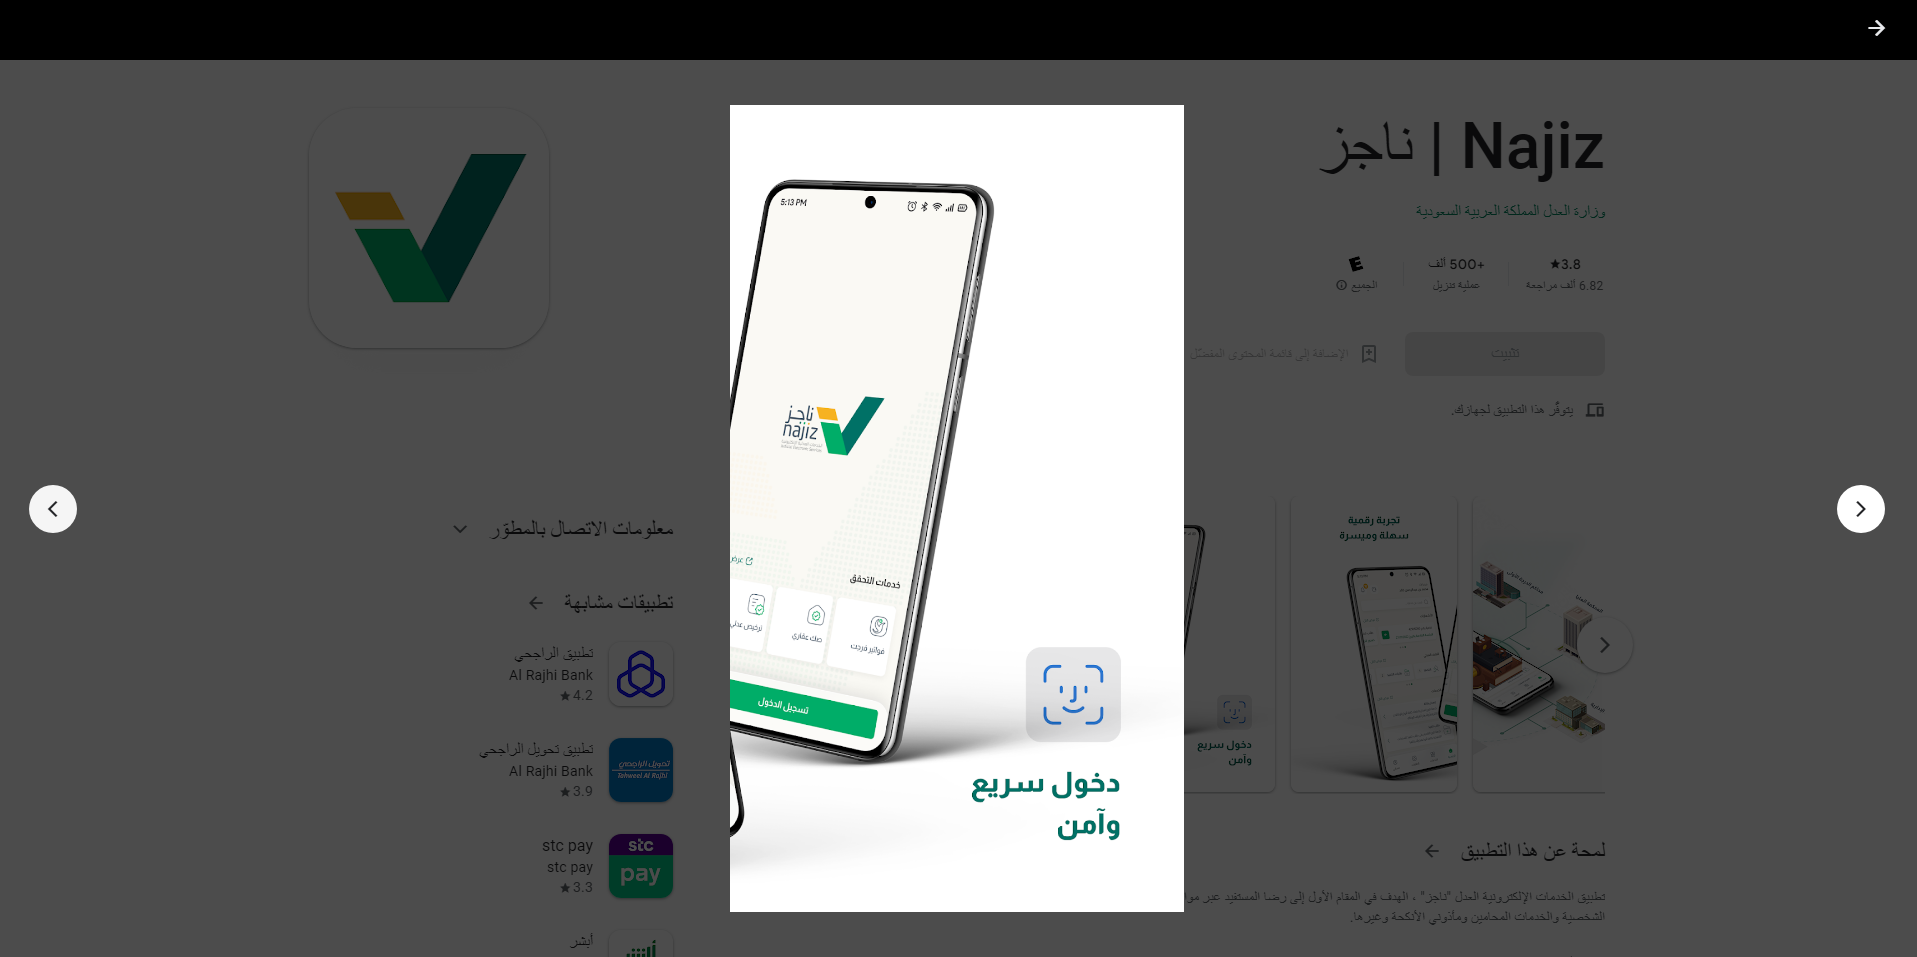 Najiz | ناجز
وزارة العدل المملكة العربية السعودية
3.8★
6.82 ألف مراجعة
+500 ألف
عملية تنزيل
الجميع
تثبيت
الإضافة إلى قائمة المحتوى المفضّل
يتوفّر هذا التطبيق لجهازك.
5:13 PM
ناجز
najiz
عرض
خدمات التحقق
فواتير فرجت
صك عقاري
ترخيص عدلي
تسجيل الدخول
دخول سريع
وآمن
تجربة رقمية
سهلة وميسرة
دخول سريع
وآمن
لمحة عن هذا التطبيق
تطبيق الخدمات الإلكترونية العدل "ناجز" ، الهدف في المقام الأول إلى رضا المستفيد عبر
الشخصية والخدمات المحامين ومأذوني الأنكحة وغيرها.
معلومات الاتصال بالمطوّر
تطبيقات مشابهة
تطبيق الراجحي
Al Rajhi Bank
4.2★
تطبيق تحويل الراجحي
Al Rajhi Bank
3.9★
تحويل الراجحي
Tahweel Al Rajhi
stc pay
stc pay
3.3★
stc
pay
أبشر